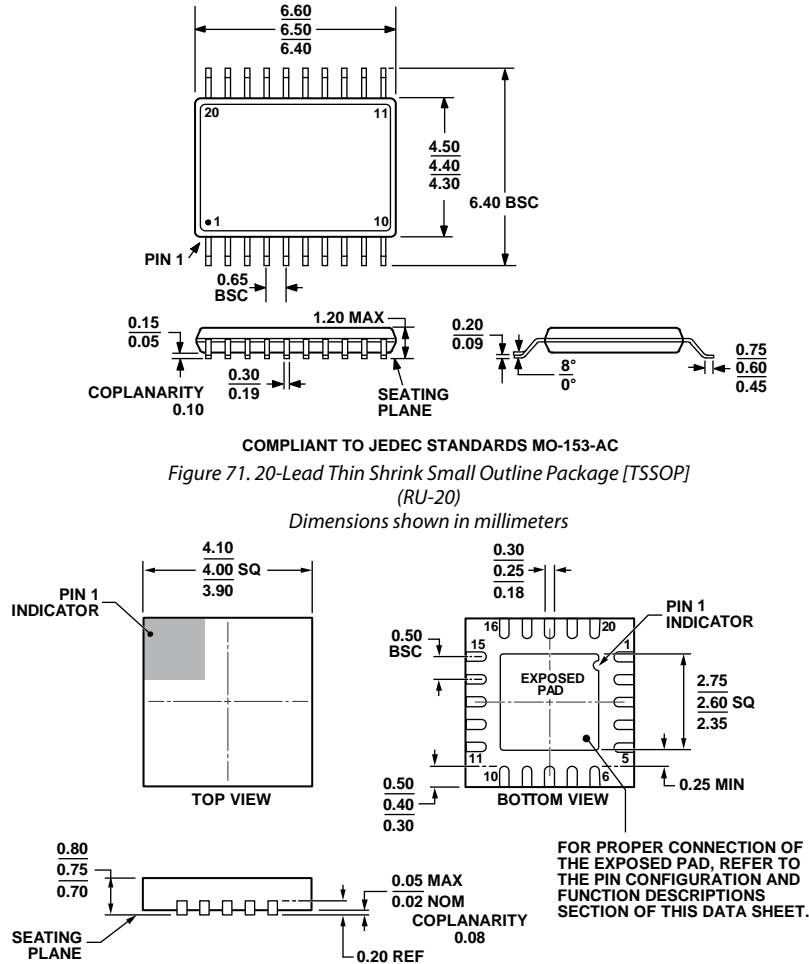 6.60
6.50
6.40
20
11
4.50
4.40
4.30
6.40 BSC
1
10
PIN 1
0.65
BSC
0.15
0.05
1.20 MAX
0.20
0.09
8°
0°
0.75
0.60
0.45
COPLANARITY
0.10
0.30
0.19
SEATING
PLANE
COMPLIANT TO JEDEC STANDARDS MO-153-AC
Figure 71. 20-Lead Thin Shrink Small Outline Package [TSSOP]
(RU-20)
Dimensions shown in millimeters
4.10
4.00 SQ
3.90
PIN 1
INDICATOR
TOP VIEW
0.30
0.25
0.18
PIN 1
INDICATOR
0.50
BSC
16
20
15
1
EXPOSED
PAD
2.75
2.60 SQ
2.35
11
5
10
6
0.50
0.40
0.30
0.25 MIN
BOTTOM VIEW
FOR PROPER CONNECTION OF
THE EXPOSED PAD, REFER TO
THE PIN CONFIGURATION AND
FUNCTION DESCRIPTIONS
SECTION OF THIS DATA SHEET.
0.80
0.75
0.70
0.05 MAX
0.02 NOM
COPLANARITY
0.08
SEATING
PLANE
0.20 REF